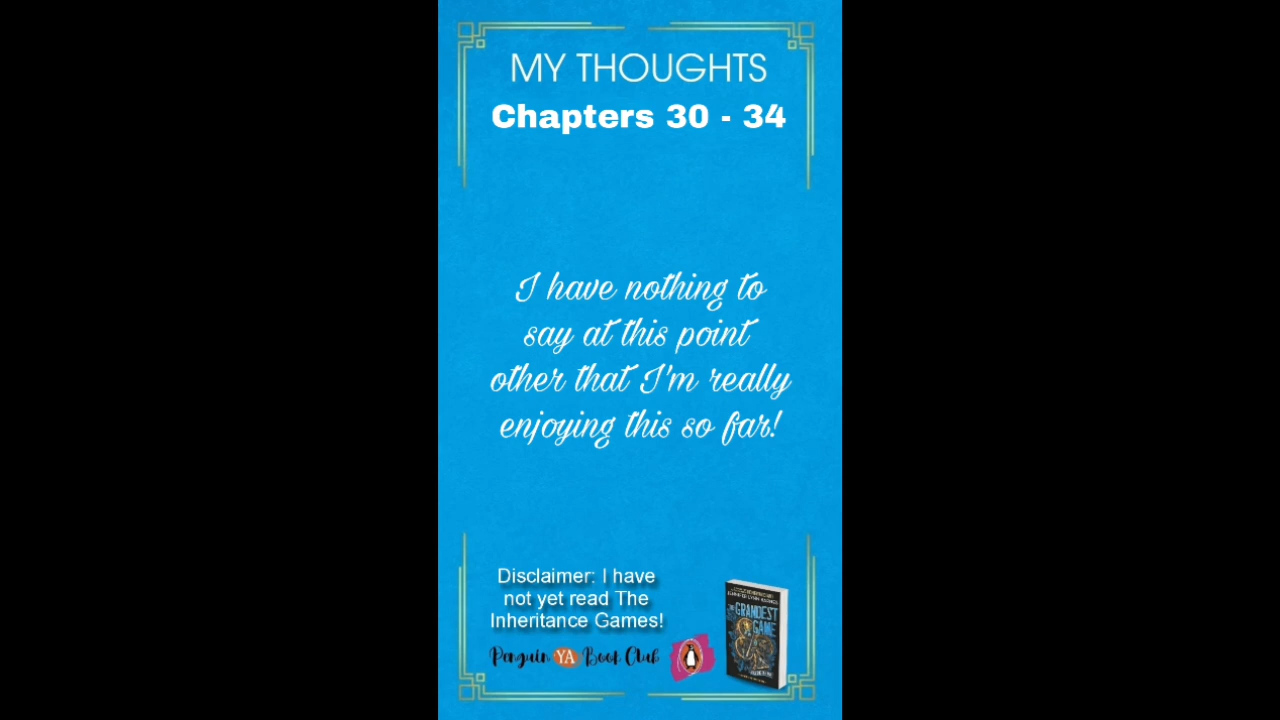 MY THOUGHTS
Chapters 30 - 34
I have nothing to
say at this point
other that I'm really
enjoying this so far!
Disclaimer: I have
not yet read The
Inheritance Games!
Penguin YA Book Club
THE
GRANDEST
GAME